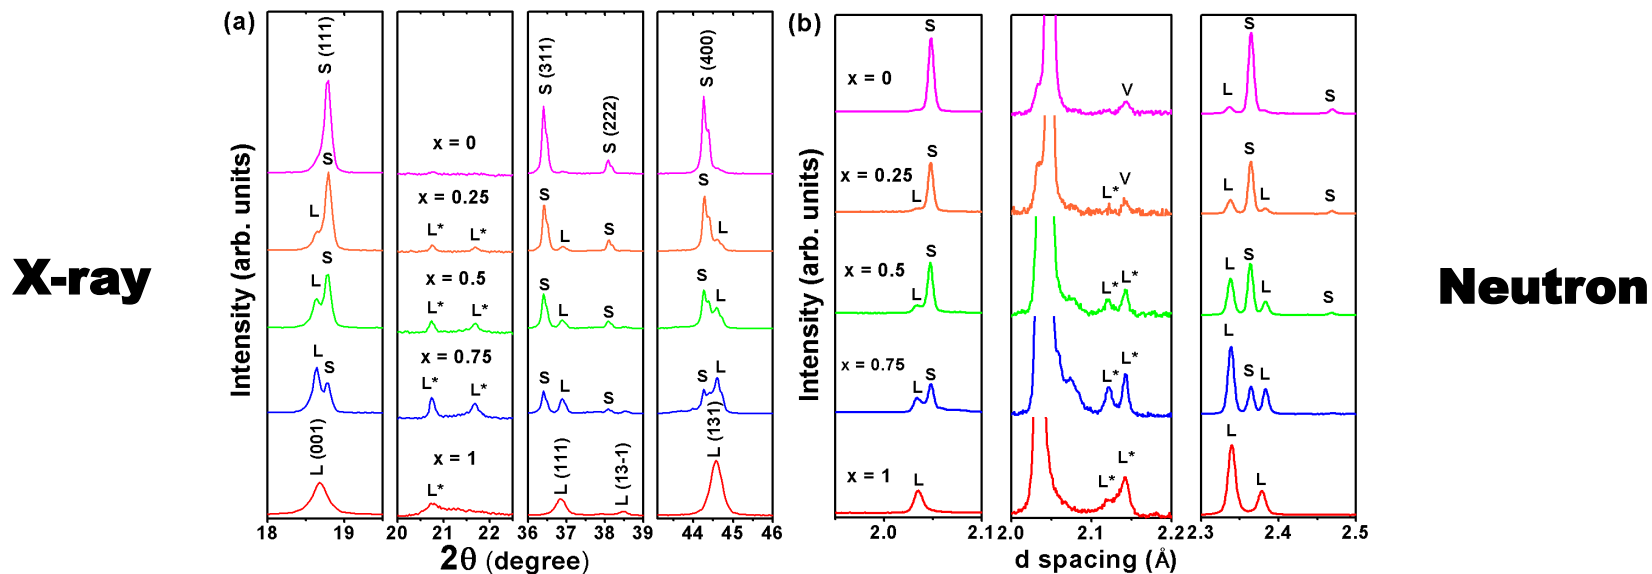 X-ray
(a)
Intensity (arb. units)
S (111)
S
L
S
L
L
S
L (001)
x = 0
x = 0.25
L* L*
x = 0.5
L* L*
x = 0.75
L* L*
x = 1
L*
S (311)
S (222)
S
L
S
S
L
S
S
L
S
L (111)
L (13-1)
S (400)
S
L
S
L
S
L
L (131)
18 19
20 21 22
36 37 38 39
44 45 46
2θ (degree)
(b)
Intensity (arb. units)
S
x = 0
x = 0.25
L
S
x = 0.5
L
S
x = 0.75
L
S
x = 1
L
V
L*
V
L*
L*
L*
L*
L*
L*
L
S
S
L
S
L
S
L
S
L
S
L
S
L
L
L
2.0 2.1
2.0 2.1 2.2
2.3 2.4 2.5
d spacing (Å)
Neutron